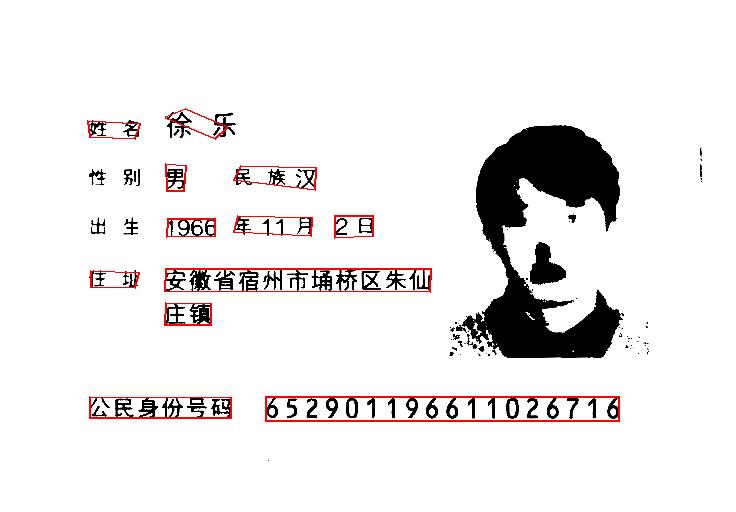 姓 名 徐 乐
性 别 男 民 族 汉
出 生 1966 年 11 月 2 日
住 址 安徽省宿州市埇桥区朱仙
庄镇
公民身份号码 652901196611026716